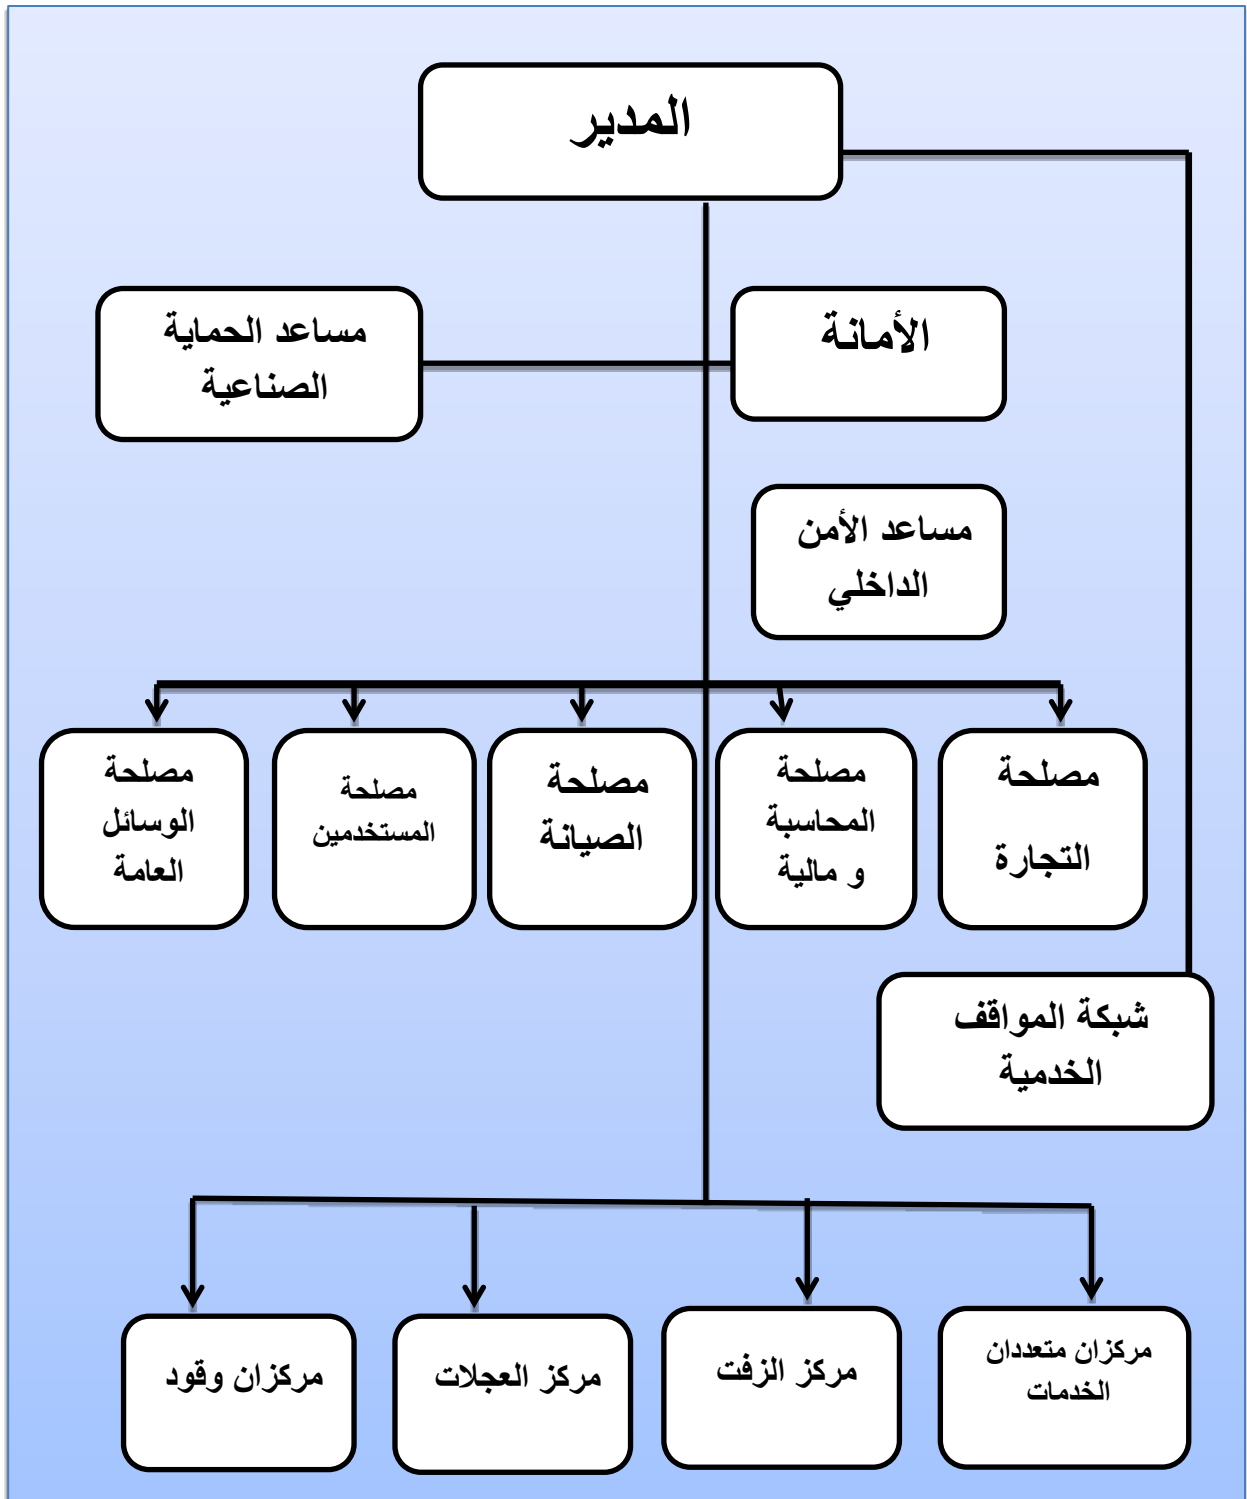 المدير
الأمانة
مساعد الحماية
الصناعية
مساعد الأمن
الداخلي
مصلحة
التجارة
مصلحة
المحاسبة
و مالية
مصلحة
الصيانة
مصلحة
المستخدمين
مصلحة
الوسائل
العامة
شبكة المواقف
الخدمية
مركزان متعددان
الخدمات
مركز الزفت
مركز العجلات
مركزان وقود